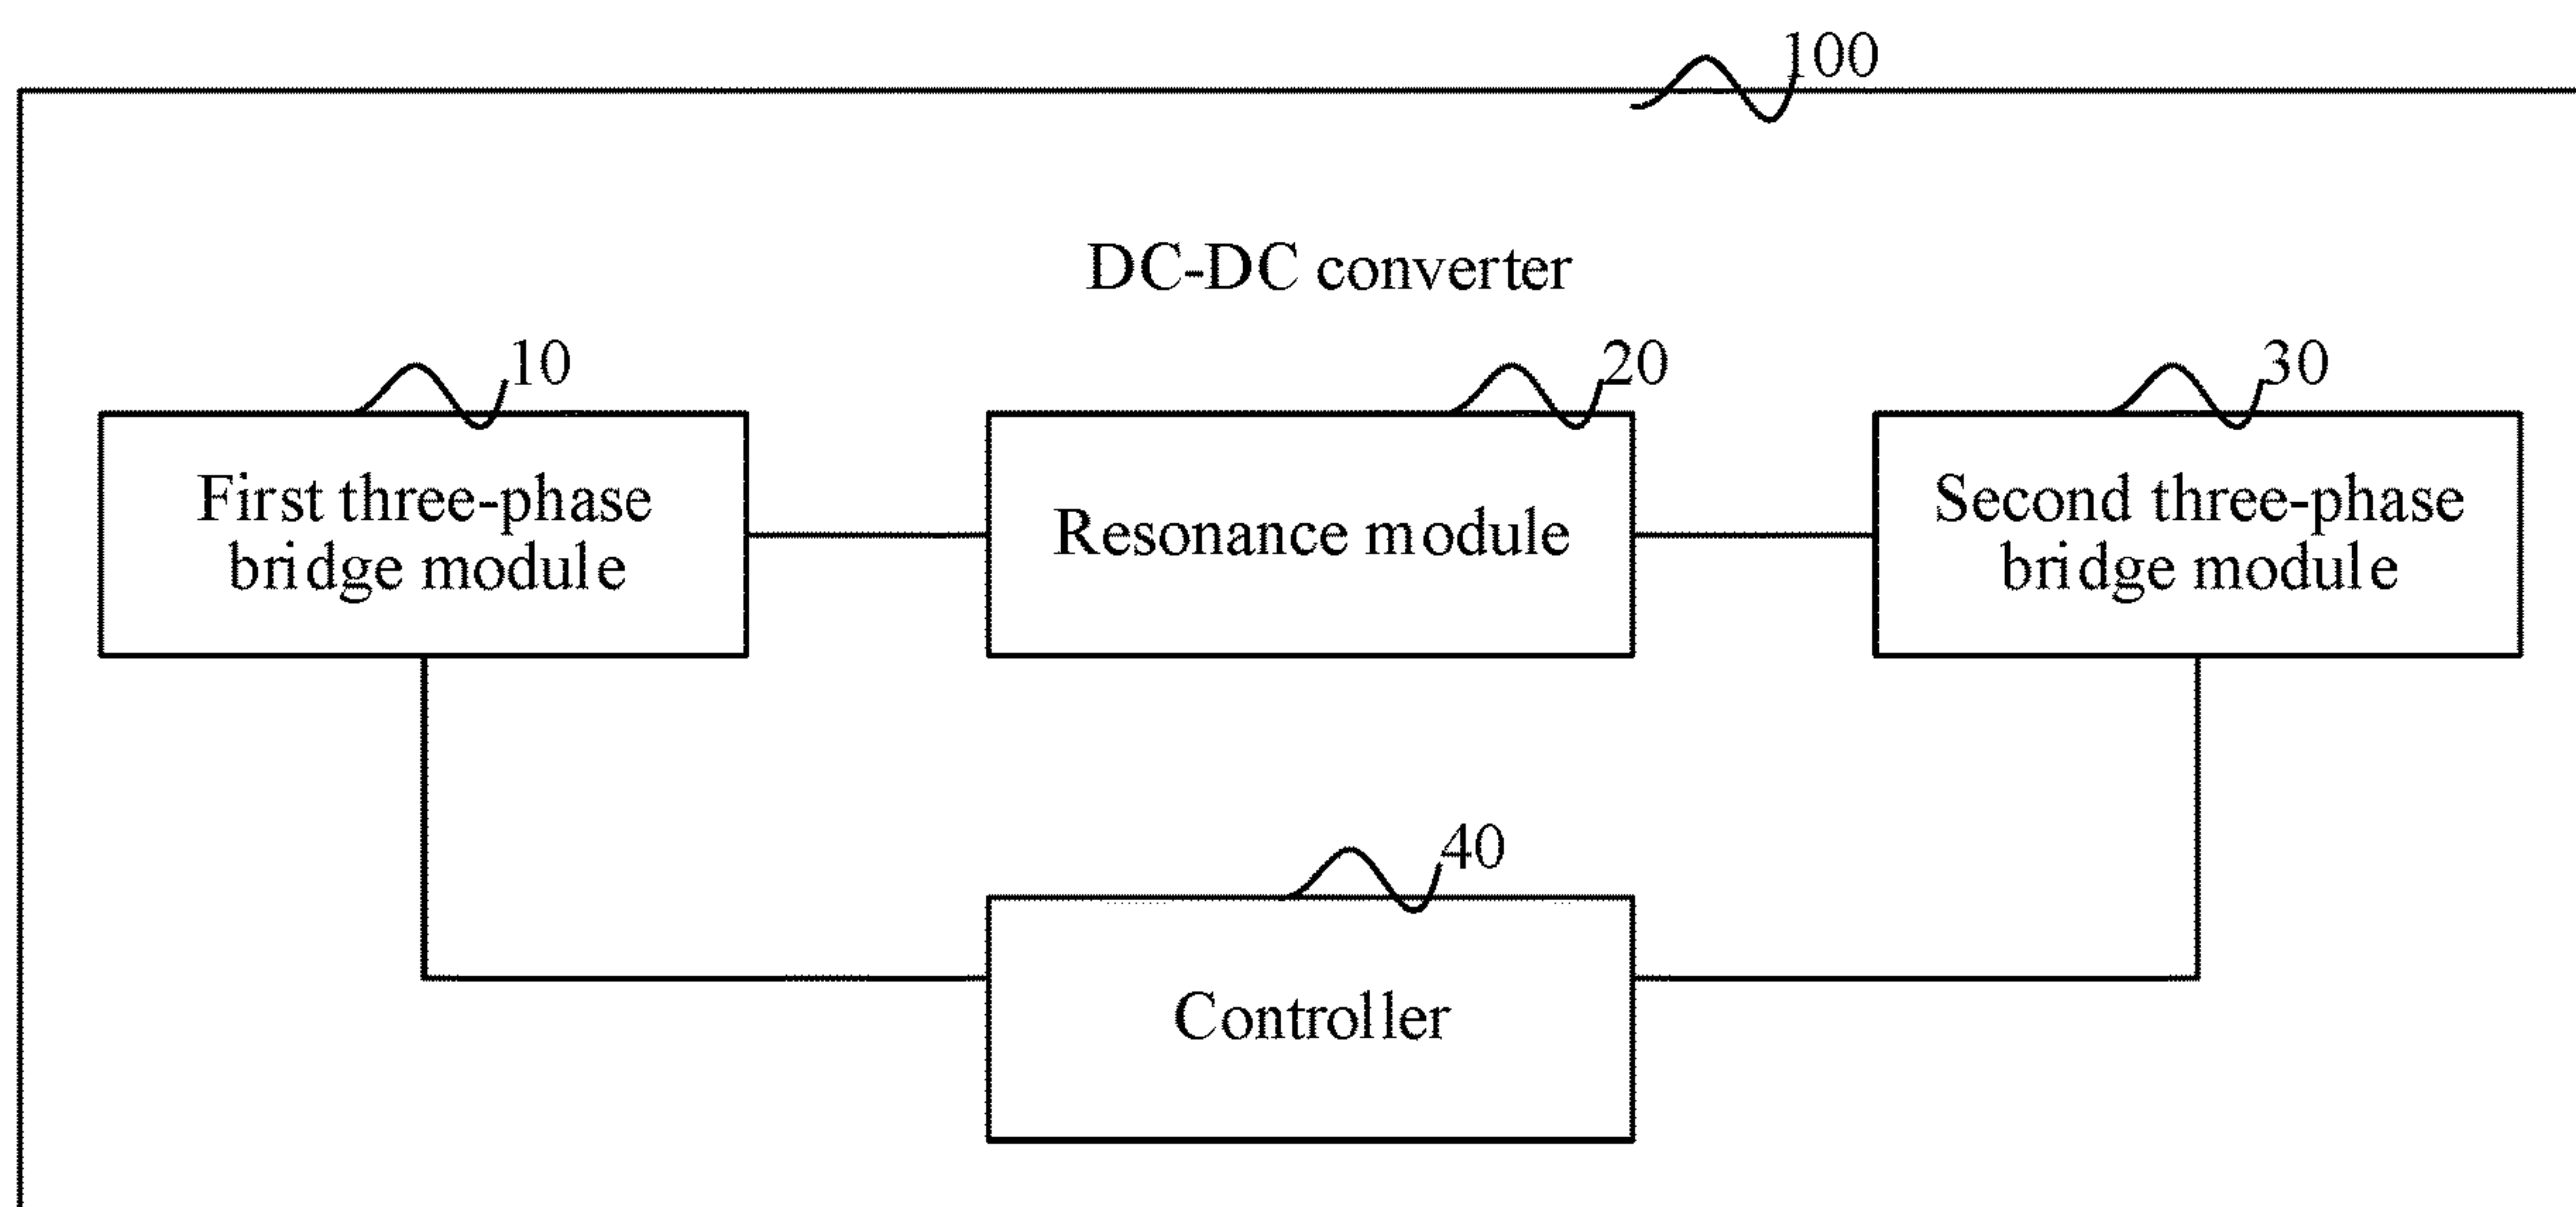 100
DC-DC converter
10
20
30
First three-phase
bridge module
Resonance module
Second three-phase
bridge module
40
Controller